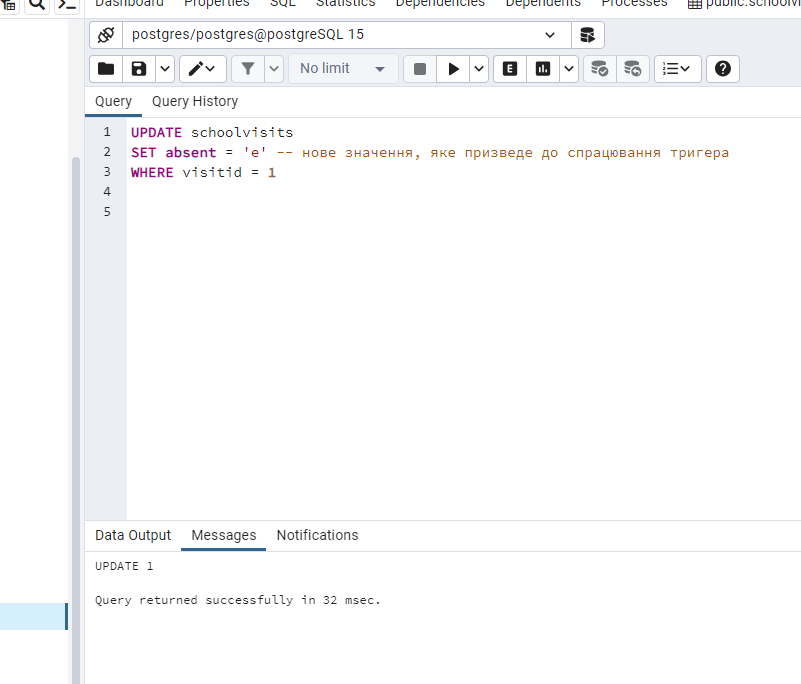 Dashboard Properties SQL Statistics Dependencies Dependents Processes public.schoolvi
postgres/postgres@postgreSQL 15
No limit
E
Query Query History
1 UPDATE schoolvisits
2 SET absent = 'e' -- нове значення, яке призведе до спрацювання тригера
3 WHERE visitid = 1
4
5
Data Output Messages Notifications
UPDATE 1
Query returned successfully in 32 msec.